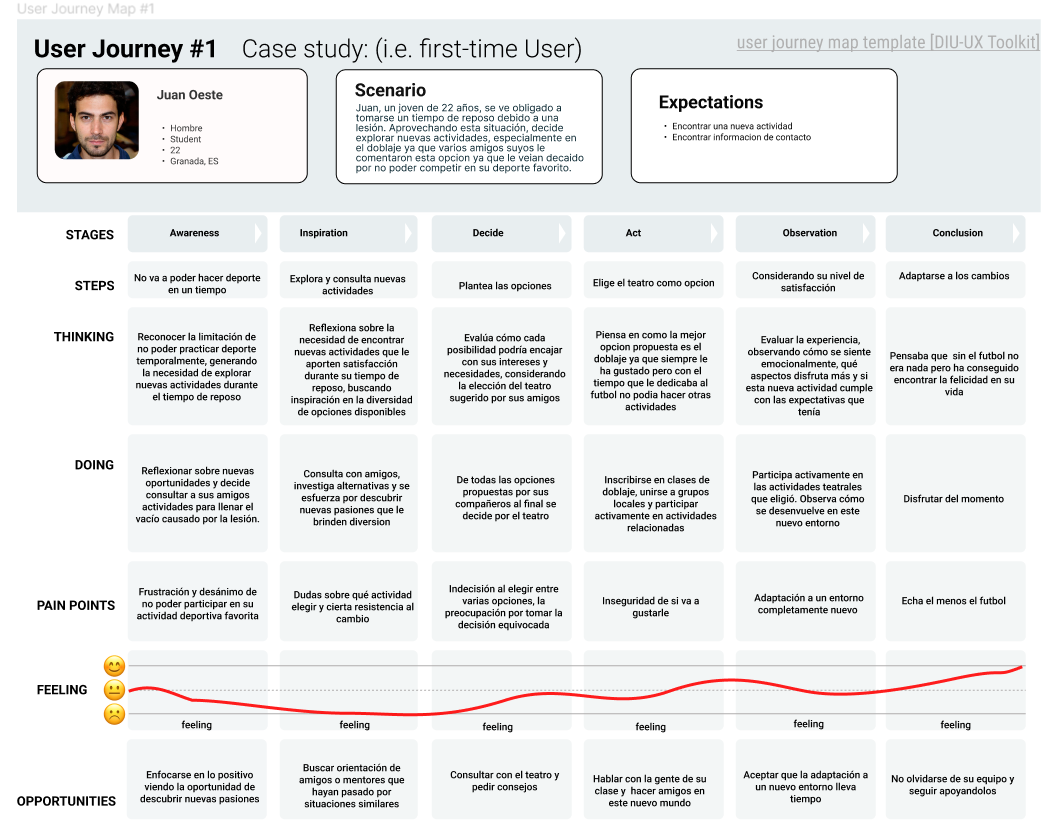 User Journey Map #1
User Journey #1 Case study: (i.e. first-time User)
user journey map template [DIU-UX Toolkit]
Juan Oeste
• Hombre
• Student
• 22
• Granada, ES
Scenario
Juan, un joven de 22 años, se ve obligado a
tomarse un tiempo de reposo debido a una
lesión. Aprovechando esta situación, decide
explorar nuevas actividades, especialmente en
el doblaje ya que varios amigos suyos le
comentaron esta opcion ya que le veian decaido
por no poder competir en su deporte favorito.
Expectations
• Encontrar una nueva actividad
• Encontrar informacion de contacto
STAGES
Awareness
Inspiration
Decide
Act
Observation
Conclusion
STEPS
No va a poder hacer deporte
en un tiempo
Explora y consulta nuevas
actividades
Plantea las opciones
Elige el teatro como opcion
Considerando su nivel de
satisfacción
Adaptarse a los cambios
THINKING
Reconocer la limitación de
no poder practicar deporte
temporalmente, generando
la necesidad de explorar
nuevas actividades durante
el tiempo de reposo
Reflexiona sobre la
necesidad de encontrar
nuevas actividades que le
aporten satisfacción
durante su tiempo de
reposo, buscando
inspiración en la diversidad
de opciones disponibles
Evalúa cómo cada
posibilidad podría encajar
con sus intereses y
necesidades, considerando
la elección del teatro
sugerido por sus amigos
Piensa en como la mejor
opcion propuesta es el
doblaje ya que siempre le
ha gustado pero con el
tiempo que le dedicaba al
futbol no podia hacer otras
actividades
Evaluar la experiencia,
observando cómo se siente
emocionalmente, qué
aspectos disfruta más y si
esta nueva actividad cumple
con las expectativas que
tenía
Pensaba que sin el futbol no
era nada pero ha conseguido
encontrar la felicidad en su
vida
DOING
Reflexionar sobre nuevas
oportunidades y decide
consultar a sus amigos
actividades para llenar el
vacío causado por la lesión.
Consulta con amigos,
investiga alternativas y se
esfuerza por descubrir
nuevas pasiones que le
brinden diversion
De todas las opciones
propuestas por sus
compañeros al final se
decide por el teatro
Inscribirse en clases de
doblaje, unirse a grupos
locales y participar
activamente en actividades
relacionadas
Participa activamente en
las actividades teatrales
que eligió. Observa cómo
se desenvuelve en este
nuevo entorno
Disfrutar del momento
PAIN POINTS
Frustración y desánimo de
no poder participar en su
actividad deportiva favorita
Dudas sobre qué actividad
elegir y cierta resistencia al
cambio
Indecisión al elegir entre
varias opciones, la
preocupación por tomar la
decisión equivocada
Inseguridad de si va a
gustarle
Adaptación a un entorno
completamente nuevo
Echa el menos el futbol
FEELING
feeling
feeling
feeling
feeling
feeling
feeling
OPPORTUNITIES
Enfocarse en lo positivo
viendo la oportunidad de
descubrir nuevas pasiones
Buscar orientación de
amigos o mentores que
hayan pasado por
situaciones similares
Consultar con el teatro y
pedir consejos
Hablar con la gente de su
clase y hacer amigos en
este nuevo mundo
Aceptar que la adaptación a
un nuevo entorno lleva
tiempo
No olvidarse de su equipo y
seguir apoyandolos